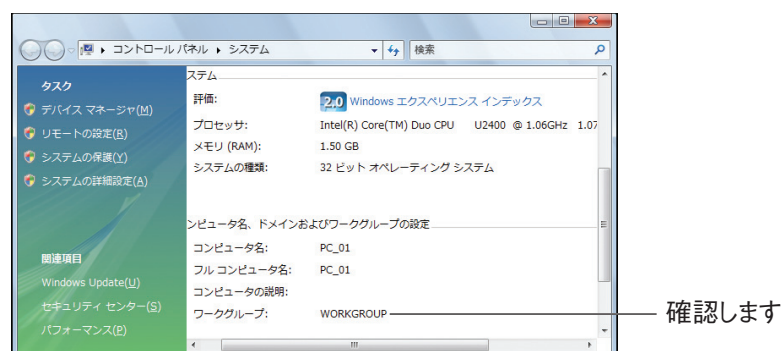 コントロール パネル ▸ システム
検索
タスク
デバイス マネージャ(M)
リモートの設定(R)
システムの保護(Y)
システムの詳細設定(A)
関連項目
Windows Update(U)
セキュリティ センター(S)
パフォーマンス(P)
ステム
評価: 2.0 Windows エクスペリエンス インデックス
プロセッサ: Intel(R) Core(TM) Duo CPU U2400 @ 1.06GHz 1.07
メモリ (RAM): 1.50 GB
システムの種類: 32 ビット オペレーティング システム
ンピュータ名、ドメインおよびワークグループの設定
コンピュータ名: PC_01
フル コンピュータ名: PC_01
コンピュータの説明:
ワークグループ: WORKGROUP
確認します